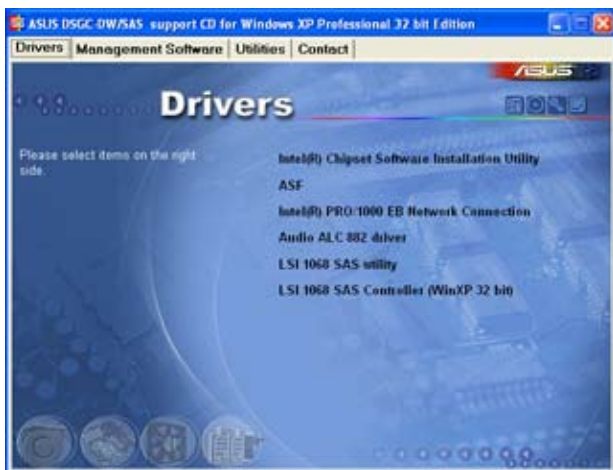 ASUS DSGC-DW/SAS support CD for Windows XP Professional 32 bit Edition
Drivers Management Software Utilities Contact
ASUS
Drivers
Please select items on the right
side.
Intel(R) Chipset Software Installation Utility
ASF
Intel(R) PRO/1000 EB Network Connection
Audio ALC 882 driver
LSI 1068 SAS utility
LSI 1068 SAS Controller (WinXP 32 bit)